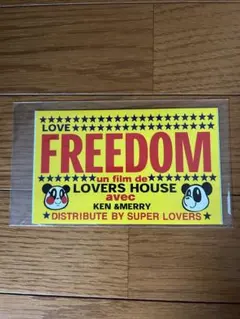 LOVE
FREEDOM
un film de
LOVERS HOUSE
avec
KEN &MERRY
DISTRIBUTE BY SUPER LOVERS